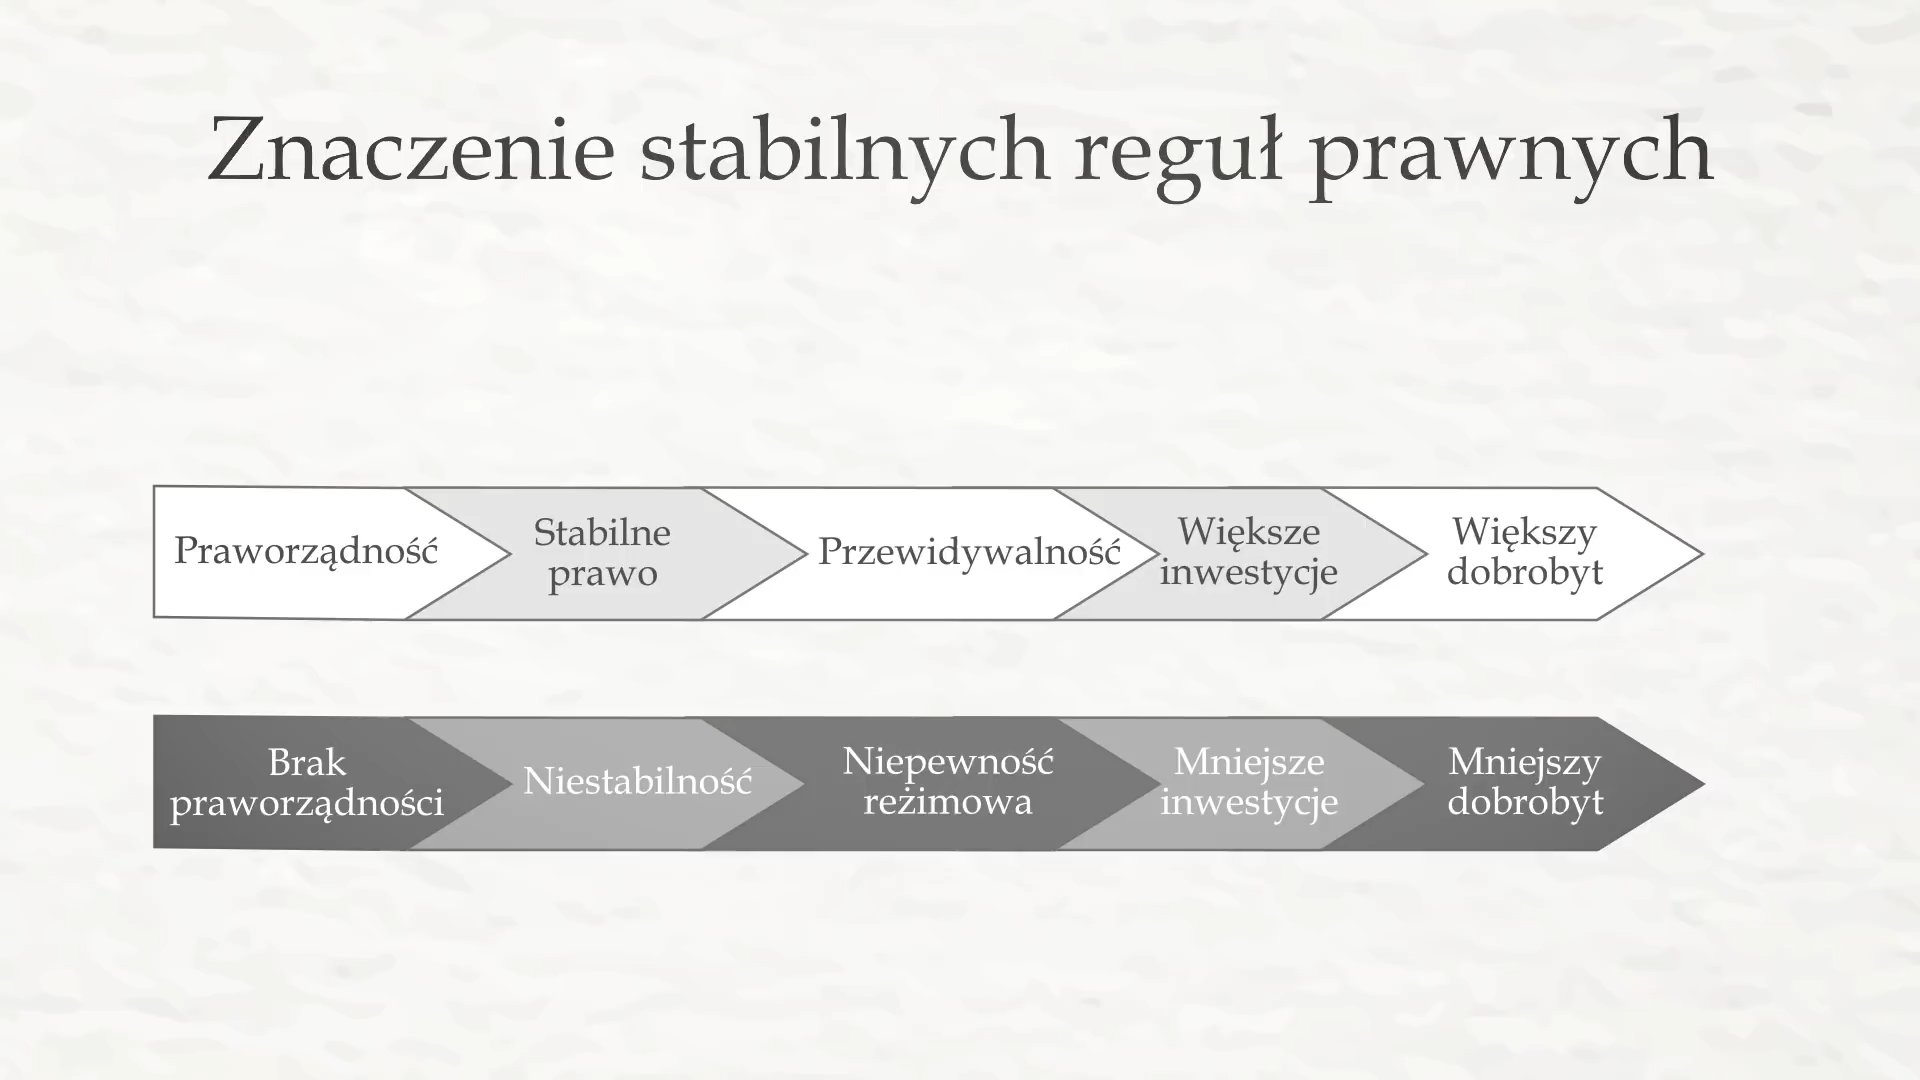 Znaczenie stabilnych reguł prawnych
Praworządność
Stabilne
prawo
Przewidywalność
Większe
inwestycje
Większy
dobrobyt
Brak
praworządności
Niestabilność
Niepewność
reżimowa
Mniejsze
inwestycje
Mniejszy
dobrobyt